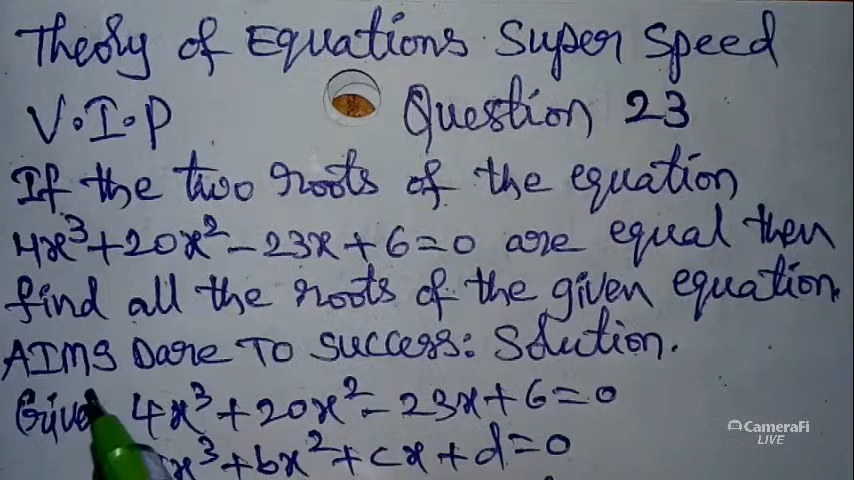 Theory of Equations Super Speed
V.I.P Question 23
If the two roots of the equation
4x³+20x²-23x+6=0 are equal then
find all the roots of the given equation.
AIMS Dare To success: Solution.
Given 4x³+20x²-23x+6=0
x³+bx²+cx+d=0
CameraFi
LIVE